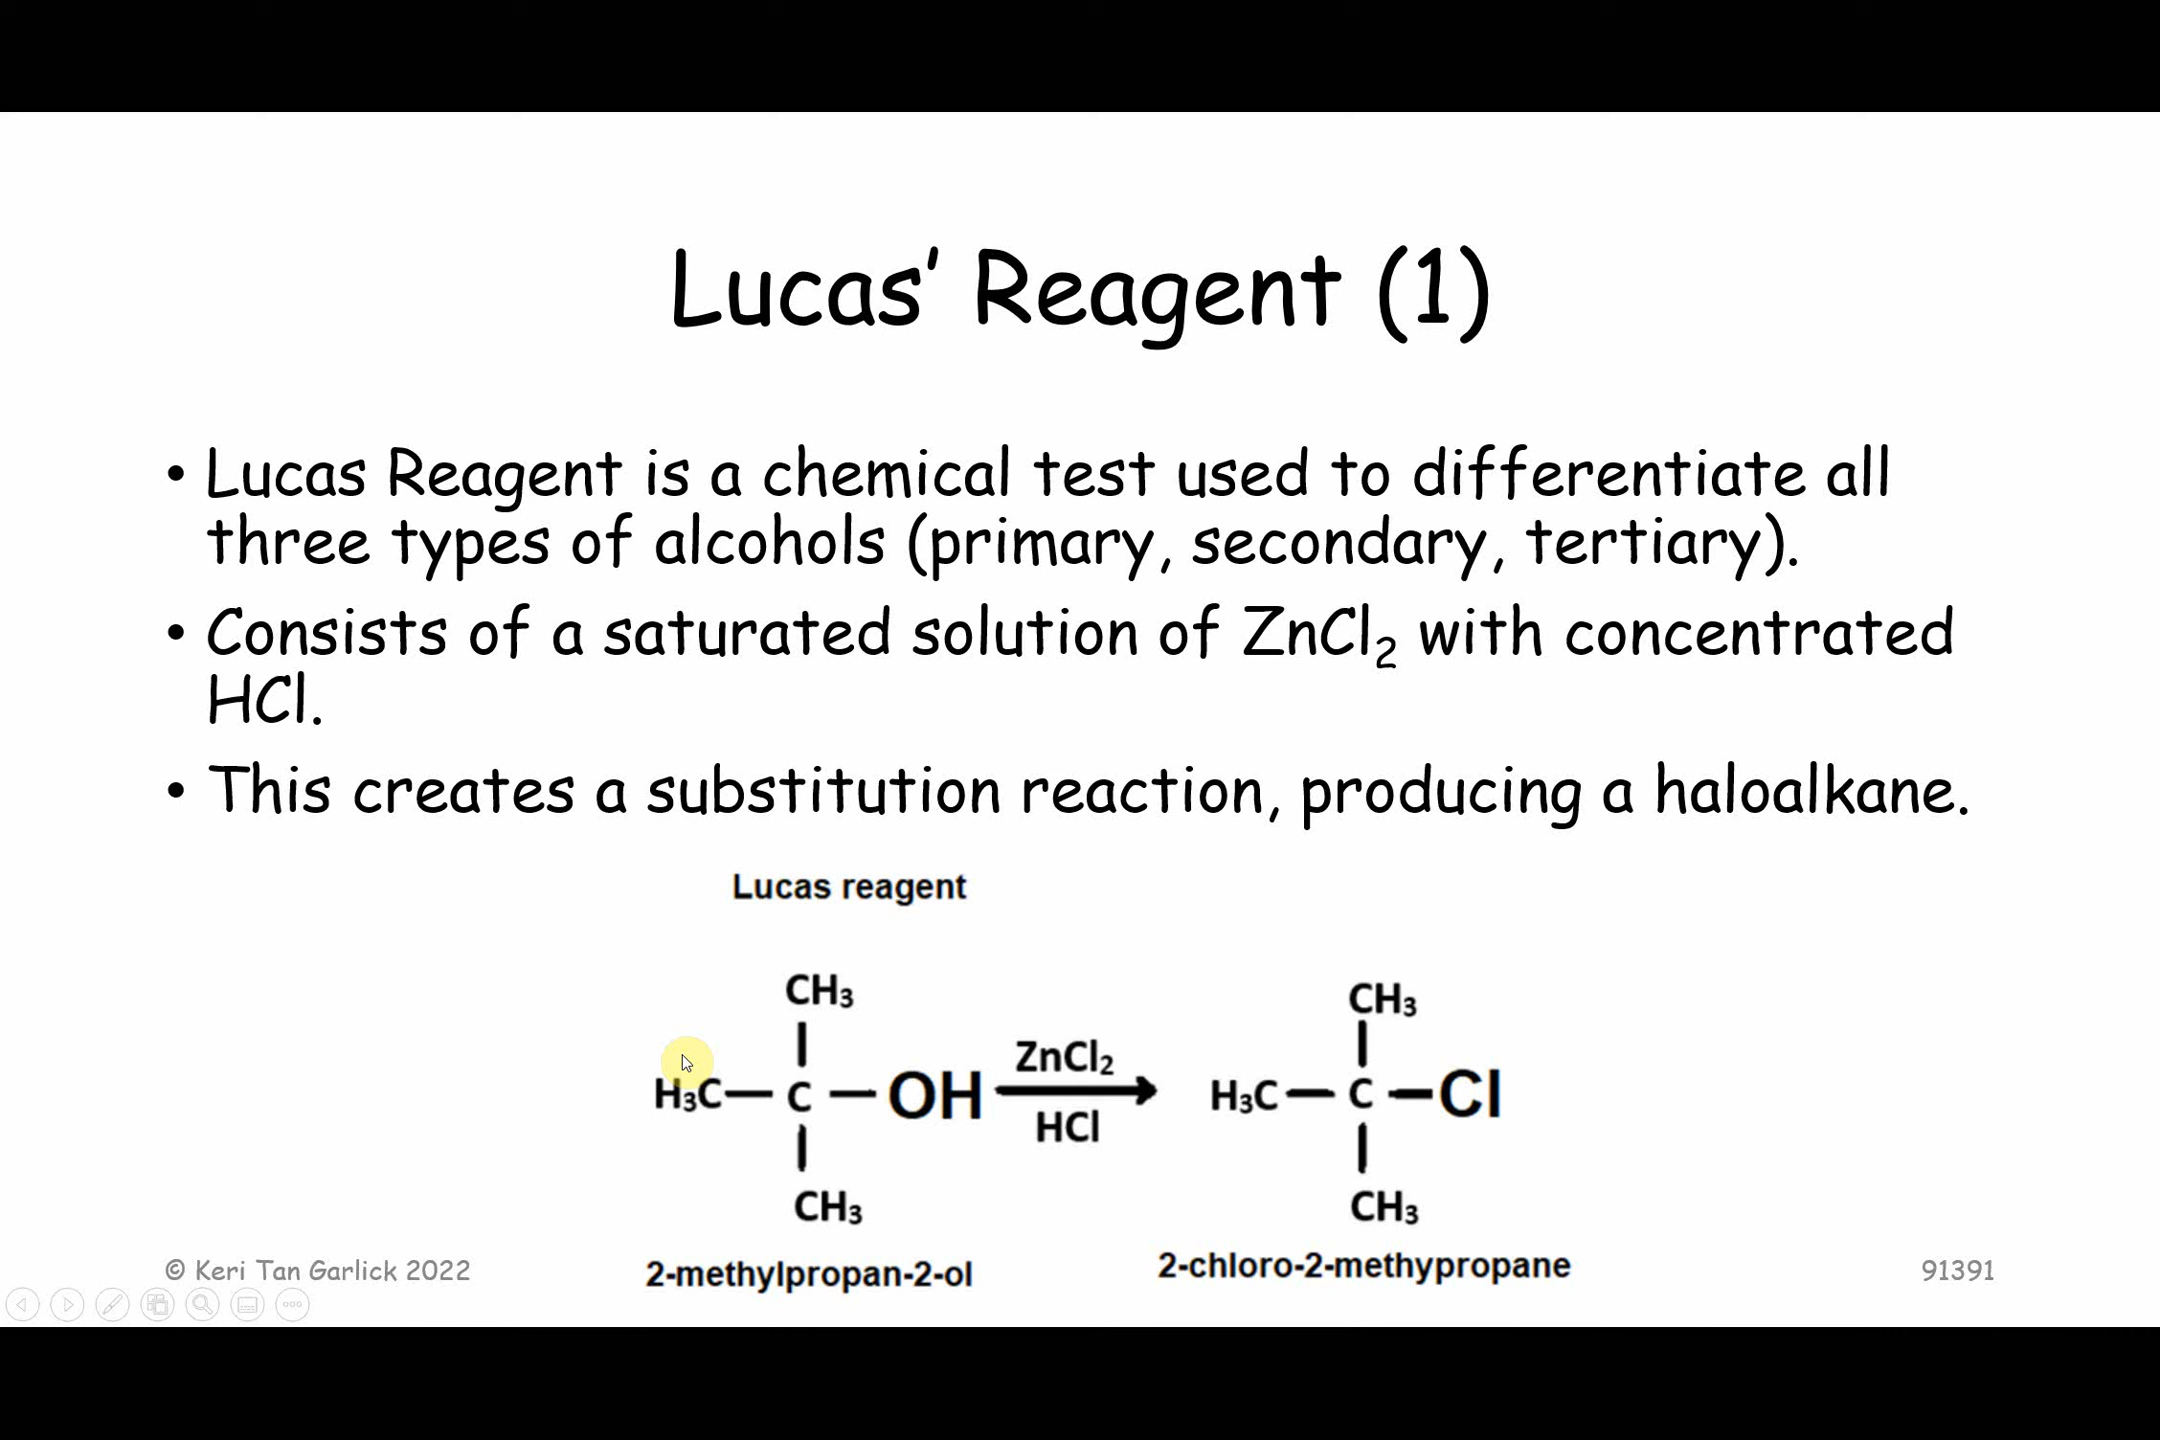 Lucas’ Reagent (1)
• Lucas Reagent is a chemical test used to differentiate all
three types of alcohols (primary, secondary, tertiary).
• Consists of a saturated solution of ZnCl₂ with concentrated
HCl.
• This creates a substitution reaction, producing a haloalkane.
Lucas reagent
CH₃
H₃C — C — OH
CH₃
2-methylpropan-2-ol
ZnCl₂
HCl
CH₃
H₃C — C — Cl
CH₃
2-chloro-2-methypropane
© Keri Tan Garlick 2022
91391